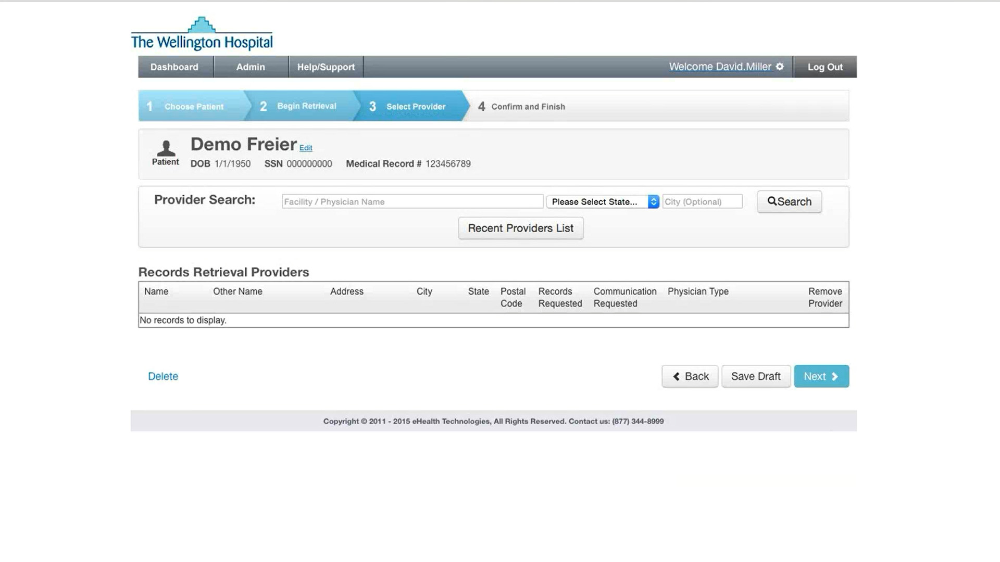 The Wellington Hospital
Dashboard Admin Help/Support Welcome David.Miller Log Out
1 Choose Patient 2 Begin Retrieval 3 Select Provider 4 Confirm and Finish
Demo Freier Edit
Patient DOB 1/1/1950 SSN 000000000 Medical Record # 123456789
Provider Search: Facility / Physician Name Please Select State... City (Optional) Search
Recent Providers List
Records Retrieval Providers
Name Other Name Address City State Postal Code Records Requested Communication Requested Physician Type Remove Provider
No records to display.
Delete Back Save Draft Next
Copyright © 2011 - 2015 eHealth Technologies, All Rights Reserved. Contact us: (877) 344-8999